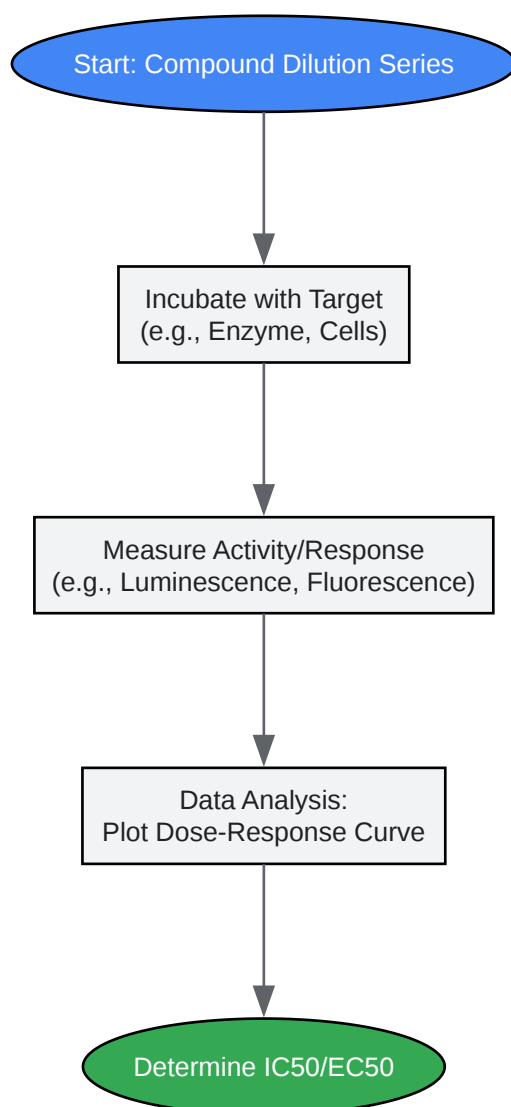 Start: Compound Dilution Series
Incubate with Target
(e.g., Enzyme, Cells)
Measure Activity/Response
(e.g., Luminescence, Fluorescence)
Data Analysis:
Plot Dose-Response Curve
Determine IC50/EC50